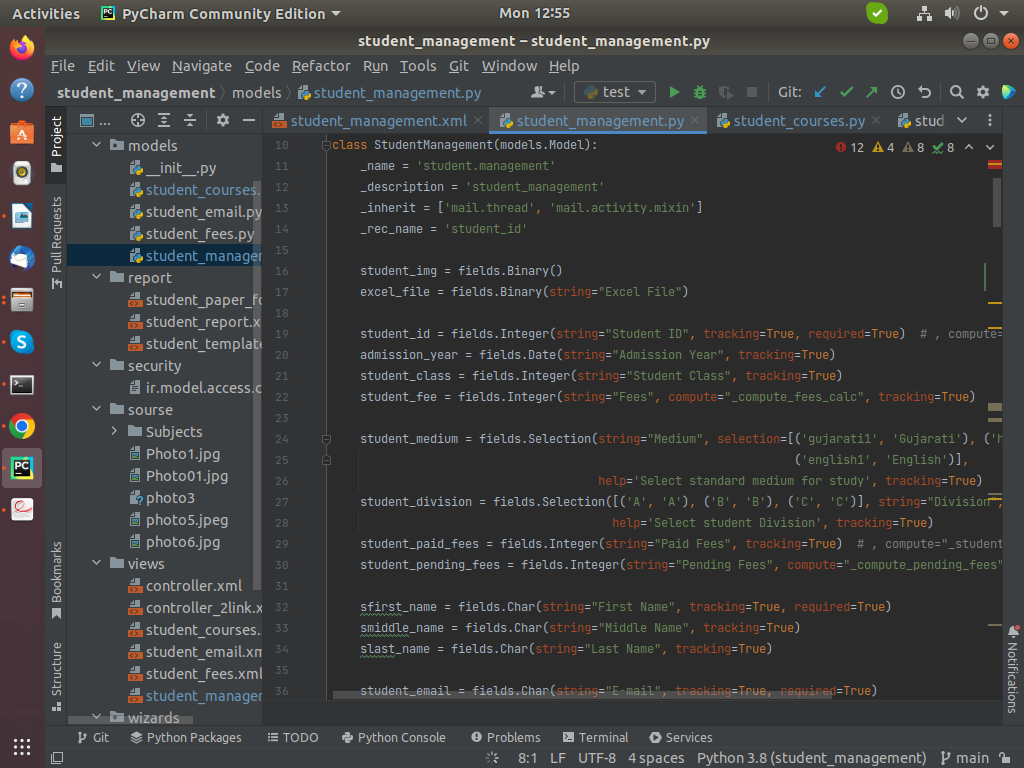 Activities PyCharm Community Edition Mon 12:55
student_management – student_management.py
File Edit View Navigate Code Refactor Run Tools Git Window Help
student_management models student_management.py test Git:
... student_management.xml student_management.py student_courses.py stud
Project
Pull Requests
Bookmarks
Structure
models
__init__.py
student_courses.
student_email.py
student_fees.py
student_manager
report
student_paper_fo
student_report.x
student_template
security
ir.model.access.c
sourse
Subjects
Photo1.jpg
Photo01.jpg
photo3
photo5.jpeg
photo6.jpg
views
controller.xml
controller_2link.x
student_courses.
student_email.xm
student_fees.xml
student_manager
wizards
12 4 8 8
10 class StudentManagement(models.Model):
11 _name = 'student.management'
12 _description = 'student_management'
13 _inherit = ['mail.thread', 'mail.activity.mixin']
14 _rec_name = 'student_id'
15
16 student_img = fields.Binary()
17 excel_file = fields.Binary(string="Excel File")
18
19 student_id = fields.Integer(string="Student ID", tracking=True, required=True) # , compute=
20 admission_year = fields.Date(string="Admission Year", tracking=True)
21 student_class = fields.Integer(string="Student Class", tracking=True)
22 student_fee = fields.Integer(string="Fees", compute="_compute_fees_calc", tracking=True)
23
24 student_medium = fields.Selection(string="Medium", selection=[('gujarati1', 'Gujarati'), ('h
25 ('english1', 'English')],
26 help='Select standard medium for study', tracking=True)
27 student_division = fields.Selection([('A', 'A'), ('B', 'B'), ('C', 'C')], string="Division",
28 help='Select student Division', tracking=True)
29 student_paid_fees = fields.Integer(string="Paid Fees", tracking=True) # , compute="_student
30 student_pending_fees = fields.Integer(string="Pending Fees", compute="_compute_pending_fees"
31
32 sfirst_name = fields.Char(string="First Name", tracking=True, required=True)
33 smiddle_name = fields.Char(string="Middle Name", tracking=True)
34 slast_name = fields.Char(string="Last Name", tracking=True)
35
36 student_email = fields.Char(string="E-mail", tracking=True, required=True)
Notifications
Git Python Packages TODO Python Console Problems Terminal Services
8:1 LF UTF-8 4 spaces Python 3.8 (student_management) main